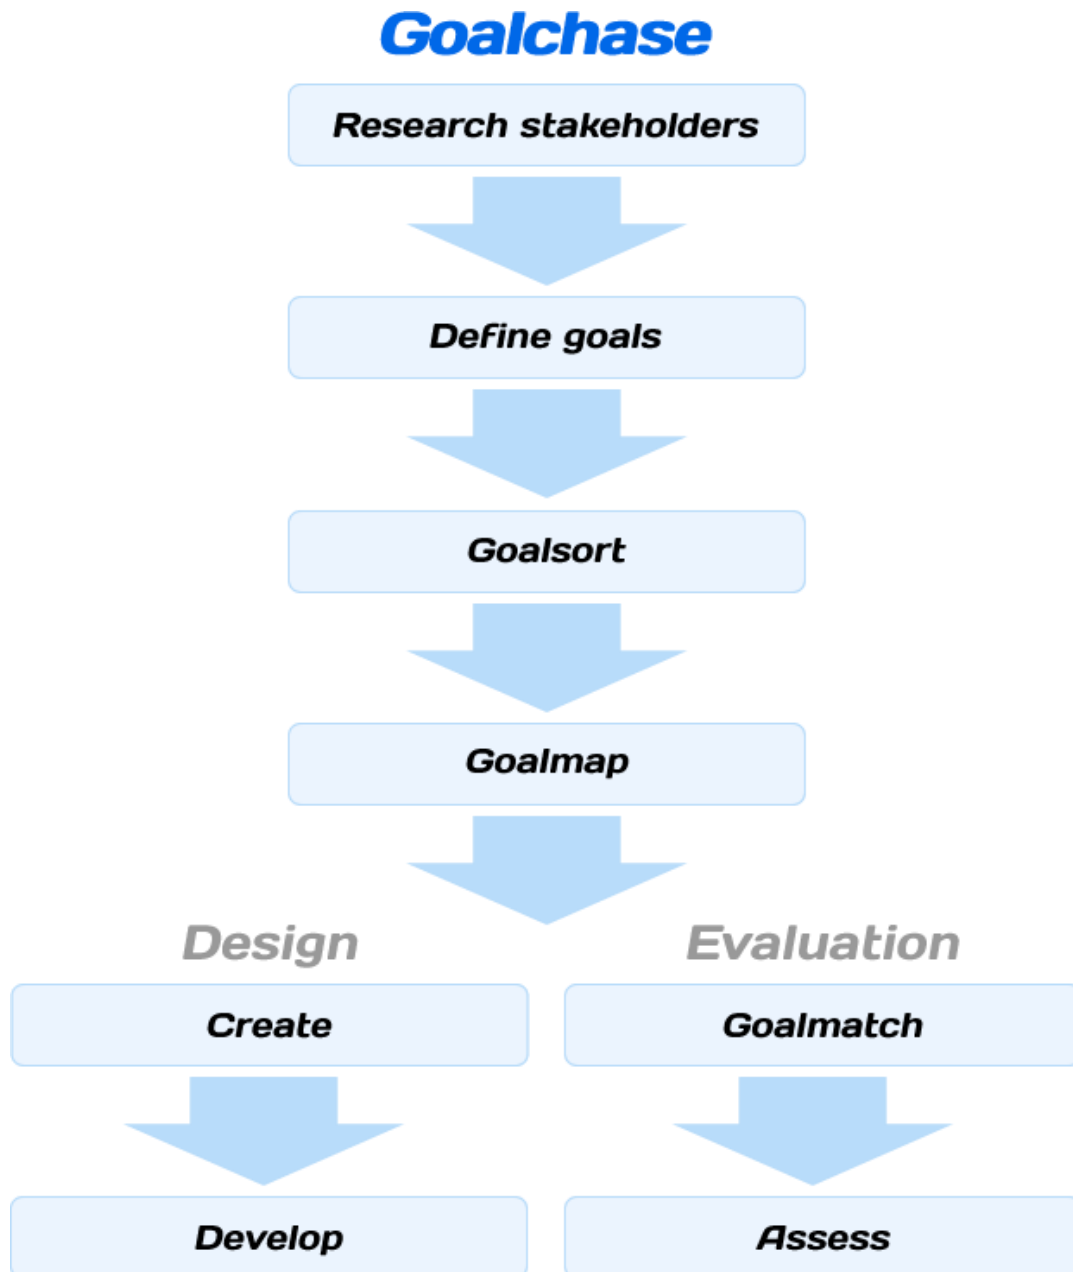 Goalchase
Research stakeholders
Define goals
Goalsort
Goalmap
Design
Evaluation
Create
Goalmatch
Develop
Assess